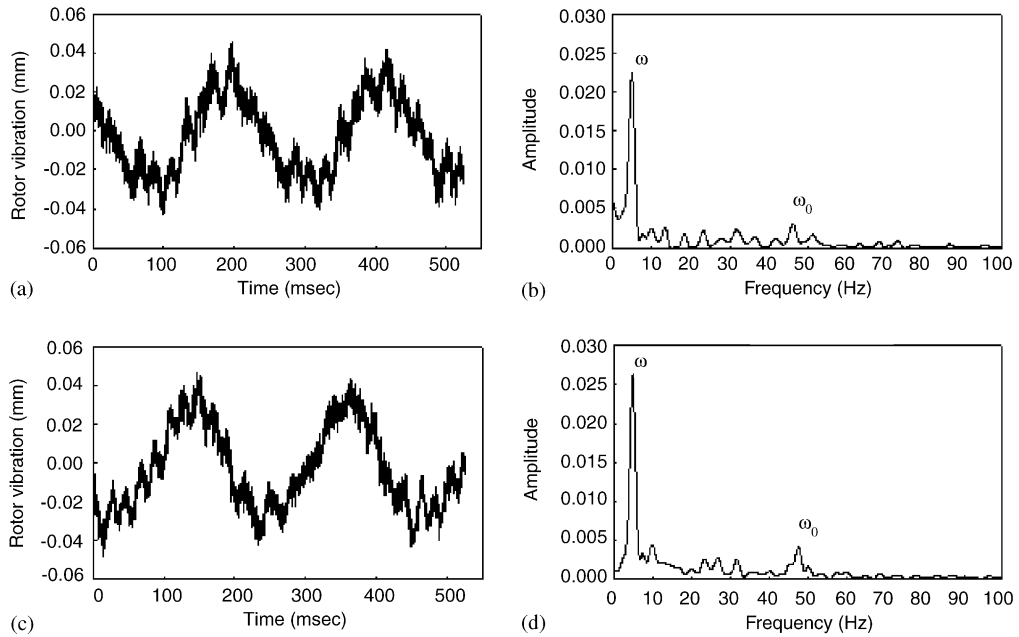 0.06
0.04
0.02
0.00
-0.02
-0.04
-0.06
Rotor vibration (mm)
0 100 200 300 400 500
Time (msec)
(a)
0.030
0.025
0.020
0.015
0.010
0.005
0.000
Amplitude
ω
ω0
0 10 20 30 40 50 60 70 80 90 100
Frequency (Hz)
(b)
0.06
0.04
0.02
0.00
-0.02
-0.04
-0.06
Rotor vibration (mm)
0 100 200 300 400 500
Time (msec)
(c)
0.030
0.025
0.020
0.015
0.010
0.005
0.000
Amplitude
ω
ω0
0 10 20 30 40 50 60 70 80 90 100
Frequency (Hz)
(d)